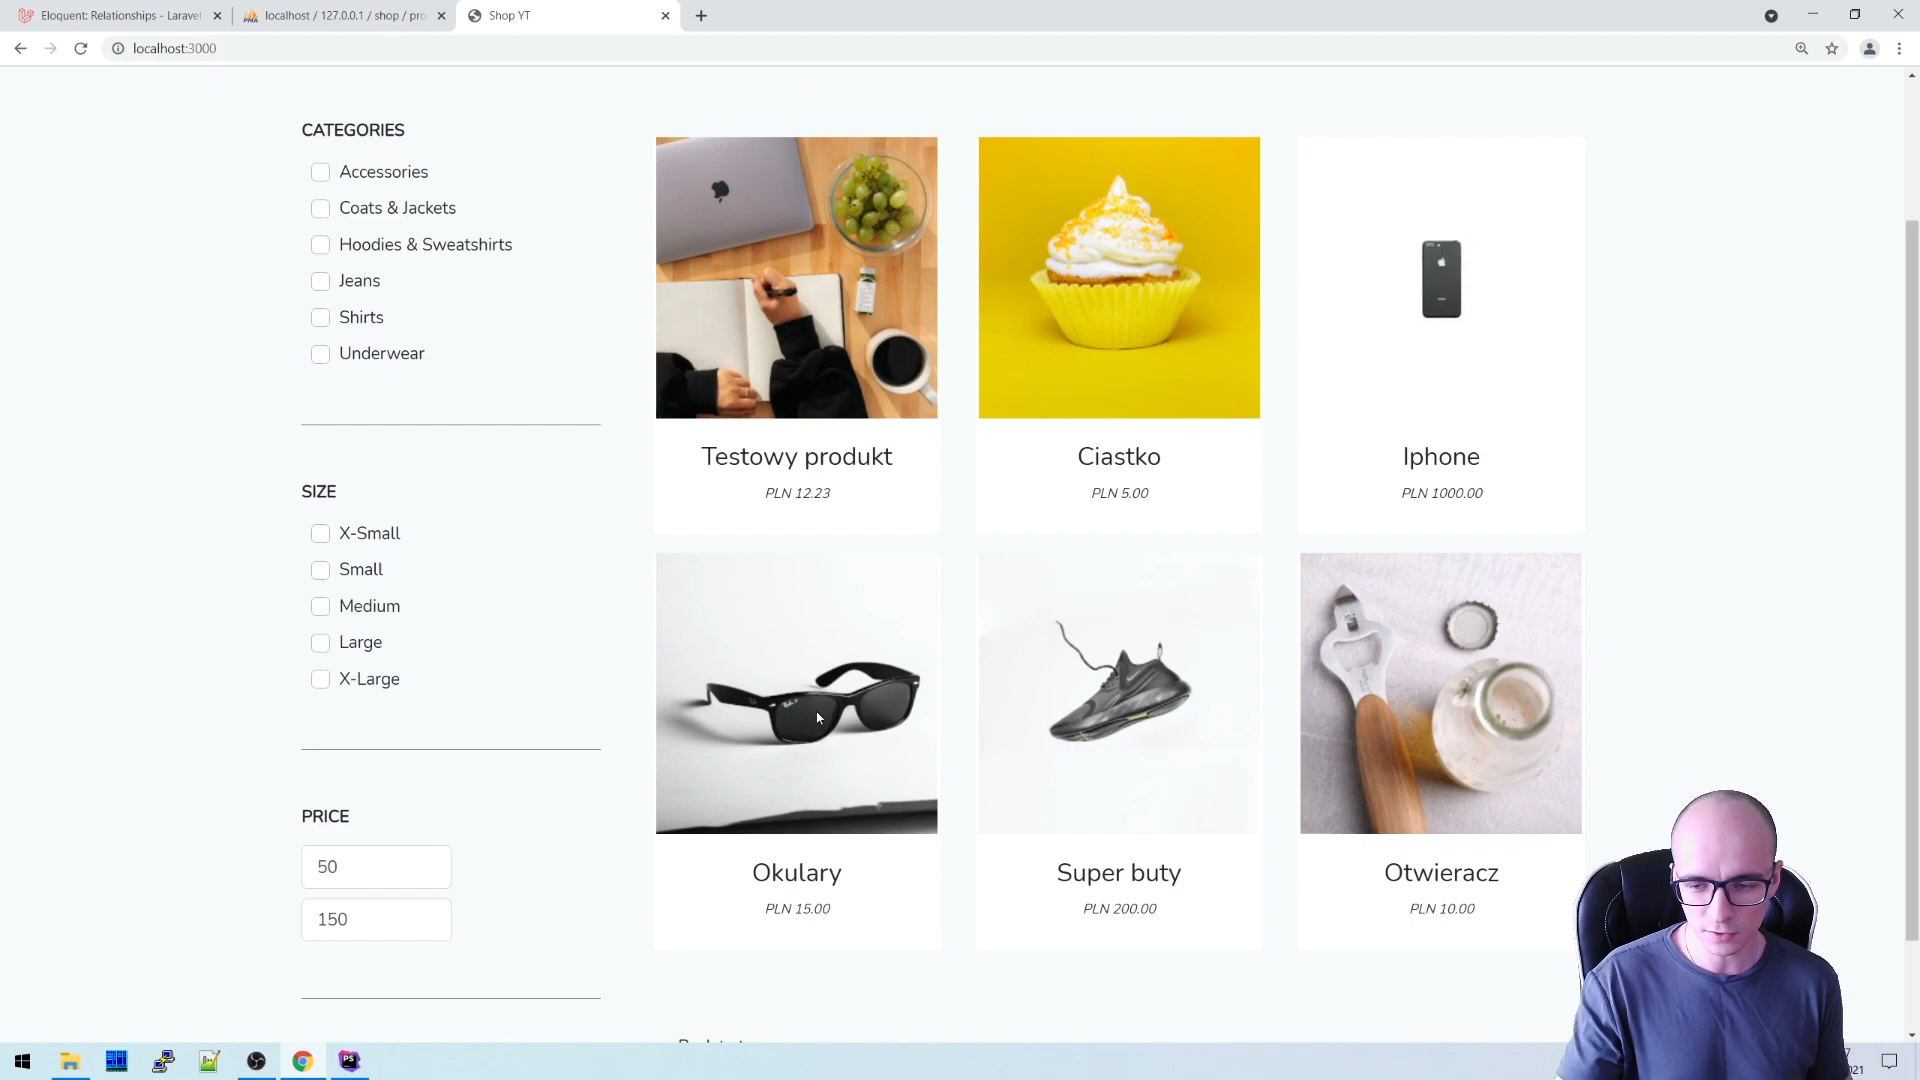 Eloquent: Relationships - Laravel
localhost / 127.0.0.1 / shop / pro
Shop YT
localhost:3000
CATEGORIES
Accessories
Coats & Jackets
Hoodies & Sweatshirts
Jeans
Shirts
Underwear
SIZE
X-Small
Small
Medium
Large
X-Large
PRICE
50
150
Testowy produkt
PLN 12.23
Ciastko
PLN 5.00
Iphone
PLN 1000.00
Okulary
PLN 15.00
Super buty
PLN 200.00
Otwieracz
PLN 10.00
PS